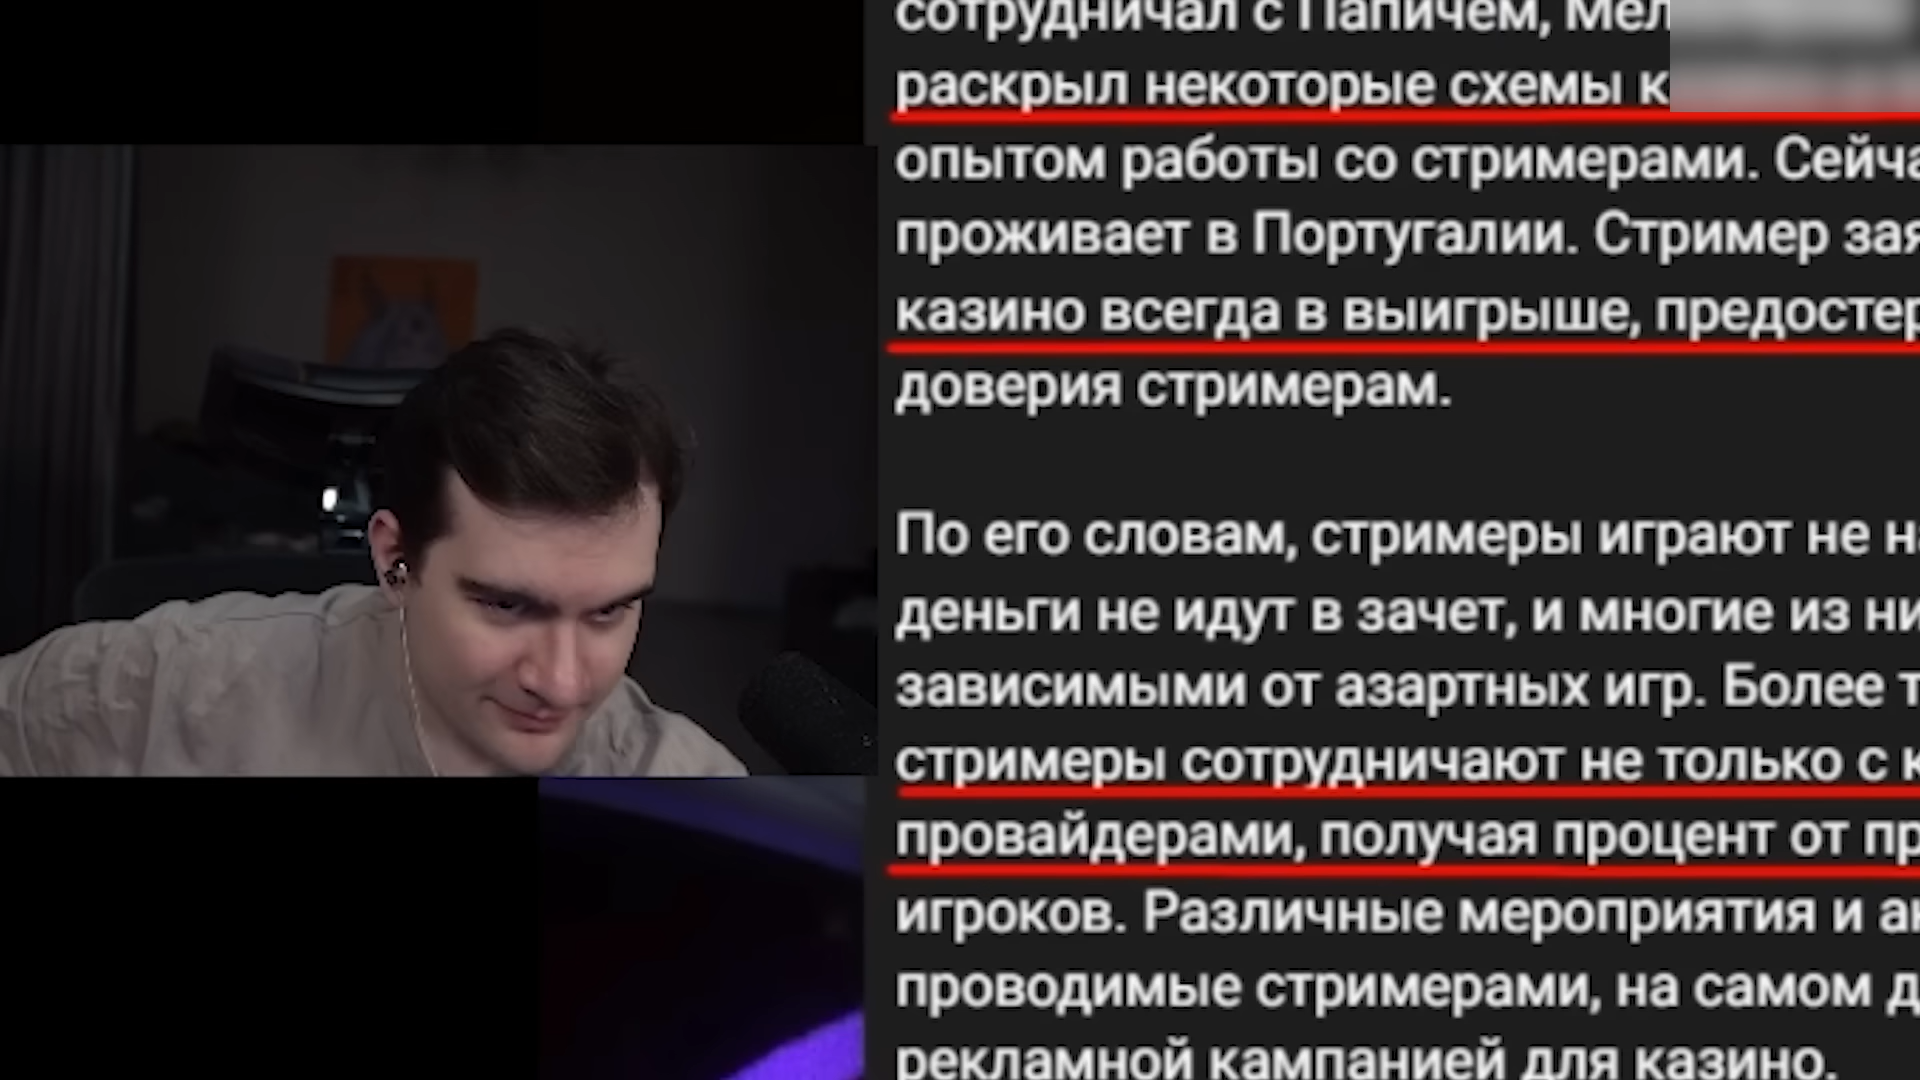 сотрудничал с Папичем, Мел
раскрыл некоторые схемы к
опытом работы со стримерами. Сейча
проживает в Португалии. Стример зая
казино всегда в выигрыше, предостер
доверия стримерам.
По его словам, стримеры играют не на
деньги не идут в зачет, и многие из ни
зависимыми от азартных игр. Более т
стримеры сотрудничают не только с к
провайдерами, получая процент от пр
игроков. Различные мероприятия и ак
проводимые стримерами, на самом д
рекламной кампанией для казино.